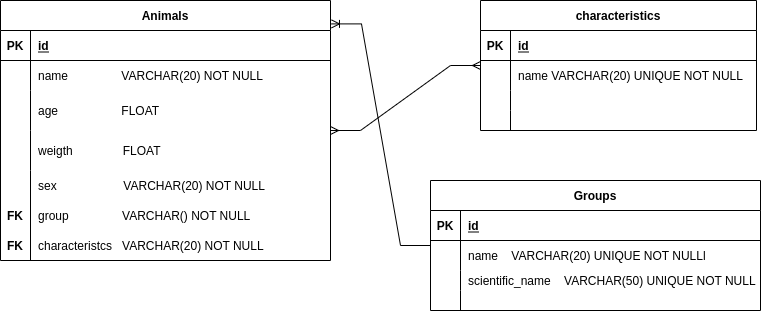 Animals
PK id
name VARCHAR(20) NOT NULL
age FLOAT
weigth FLOAT
sex VARCHAR(20) NOT NULL
FK group VARCHAR() NOT NULL
FK characteristcs VARCHAR(20) NOT NULL
characteristics
PK id
name VARCHAR(20) UNIQUE NOT NULL
Groups
PK id
name VARCHAR(20) UNIQUE NOT NULLI
scientific_name VARCHAR(50) UNIQUE NOT NULL